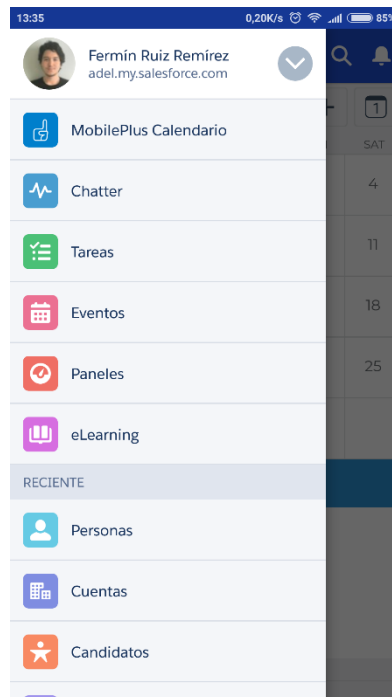 13:35 0,20K/s 85%
Fermín Ruiz Remírez
adel.my.salesforce.com
1
MobilePlus Calendario
SAT
Chatter
4
Tareas
11
Eventos
18
Paneles
25
eLearning
RECIENTE
Personas
Cuentas
Candidatos